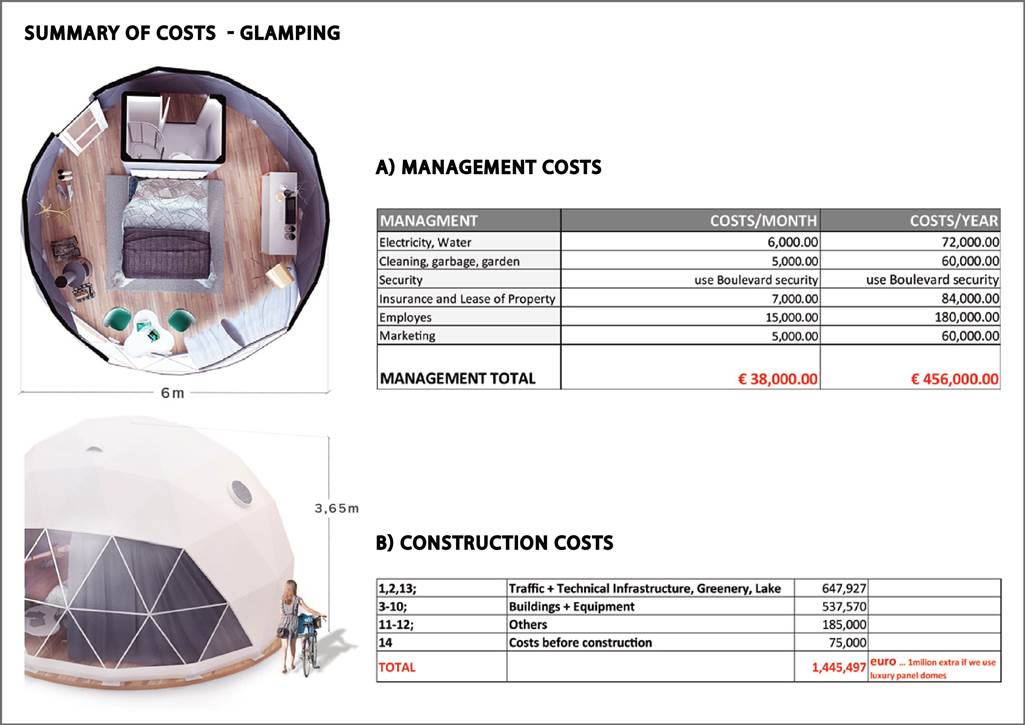 SUMMARY OF COSTS - GLAMPING
6m
3,65m
A) MANAGEMENT COSTS
MANAGMENT COSTS/MONTH COSTS/YEAR
Electricity, Water 6,000.00 72,000.00
Cleaning, garbage, garden 5,000.00 60,000.00
Security use Boulevard security use Boulevard security
Insurance and Lease of Property 7,000.00 84,000.00
Employes 15,000.00 180,000.00
Marketing 5,000.00 60,000.00
MANAGEMENT TOTAL € 38,000.00 € 456,000.00
B) CONSTRUCTION COSTS
1,2,13; Traffic + Technical Infrastructure, Greenery, Lake 647,927
3-10; Buildings + Equipment 537,570
11-12; Others 185,000
14 Costs before construction 75,000
TOTAL 1,445,497 euro ... 1milion extra if we use
luxury panel domes